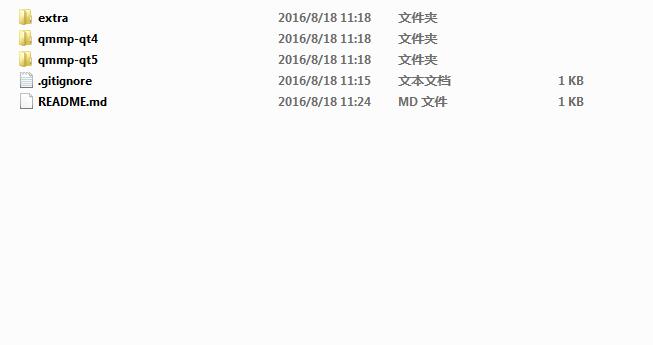 extra 2016/8/18 11:18 文件夹
qmmp-qt4 2016/8/18 11:18 文件夹
qmmp-qt5 2016/8/18 11:18 文件夹
.gitignore 2016/8/18 11:15 文本文档 1 KB
README.md 2016/8/18 11:24 MD 文件 1 KB